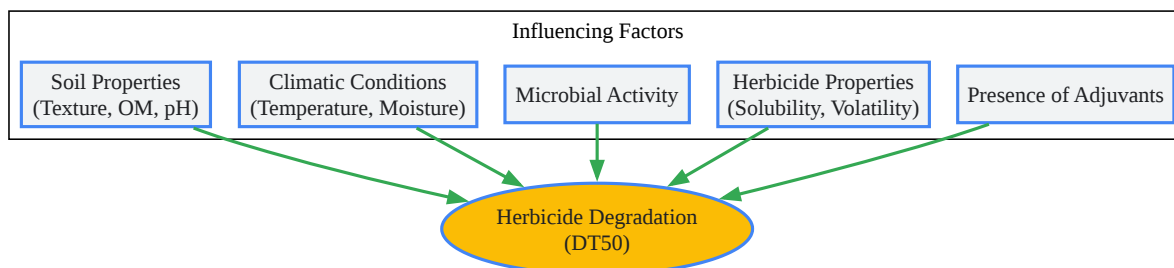 Influencing Factors
Soil Properties
(Texture, OM, pH)
Climatic Conditions
(Temperature, Moisture)
Microbial Activity
Herbicide Properties
(Solubility, Volatility)
Presence of Adjuvants
Herbicide Degradation
(DT50)